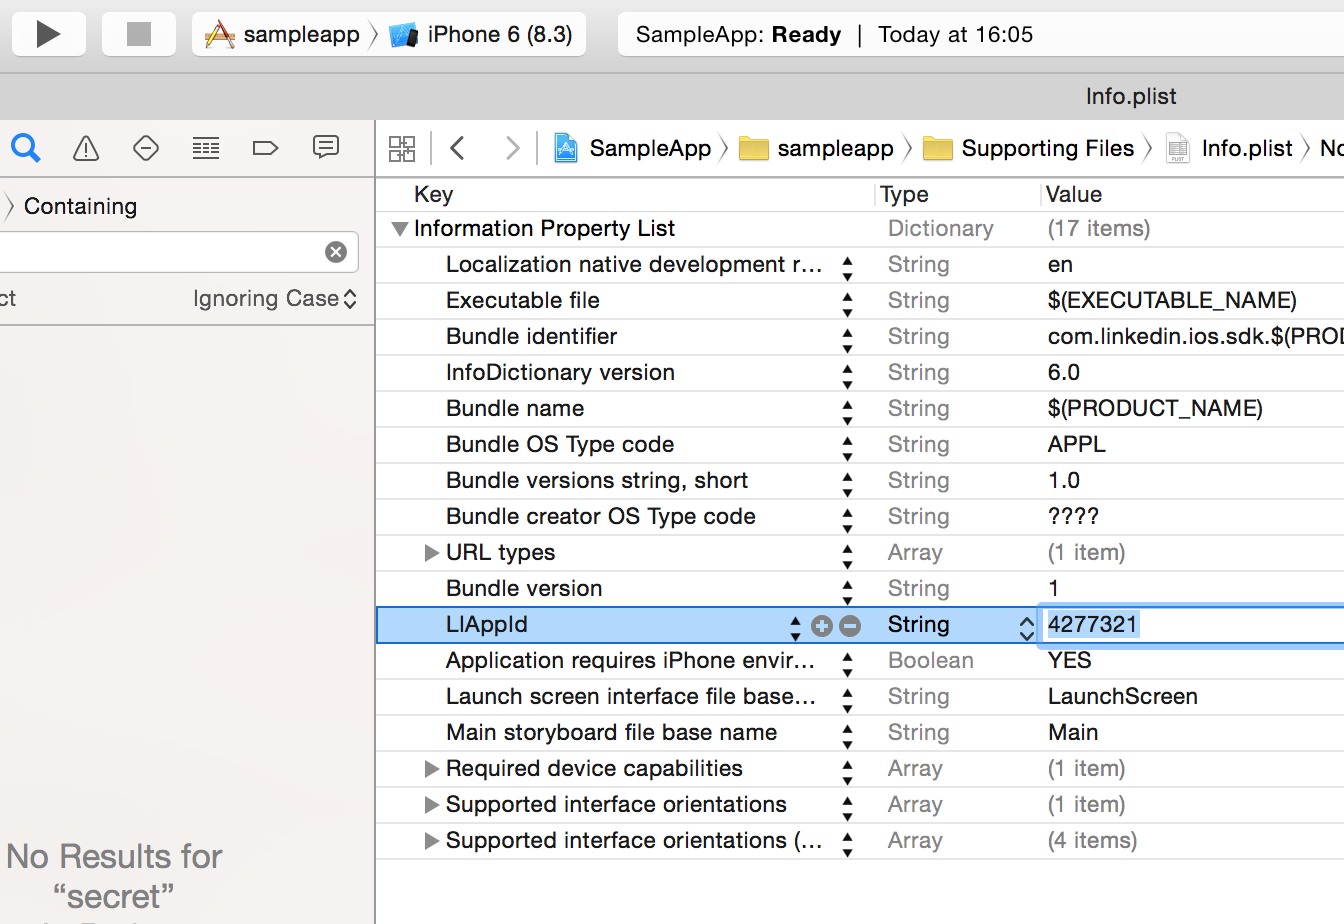 sampleapp iPhone 6 (8.3) SampleApp: Ready | Today at 16:05
Info.plist
SampleApp sampleapp Supporting Files Info.plist
Containing
Ignoring Case
No Results for
“secret”
Key Type Value
Information Property List Dictionary (17 items)
Localization native development r... String en
Executable file String $(EXECUTABLE_NAME)
Bundle identifier String com.linkedin.ios.sdk.$(PROD
InfoDictionary version String 6.0
Bundle name String $(PRODUCT_NAME)
Bundle OS Type code String APPL
Bundle versions string, short String 1.0
Bundle creator OS Type code String ????
URL types Array (1 item)
Bundle version String 1
LIAppId String 4277321
Application requires iPhone envir... Boolean YES
Launch screen interface file base... String LaunchScreen
Main storyboard file base name String Main
Required device capabilities Array (1 item)
Supported interface orientations Array (1 item)
Supported interface orientations (... Array (4 items)